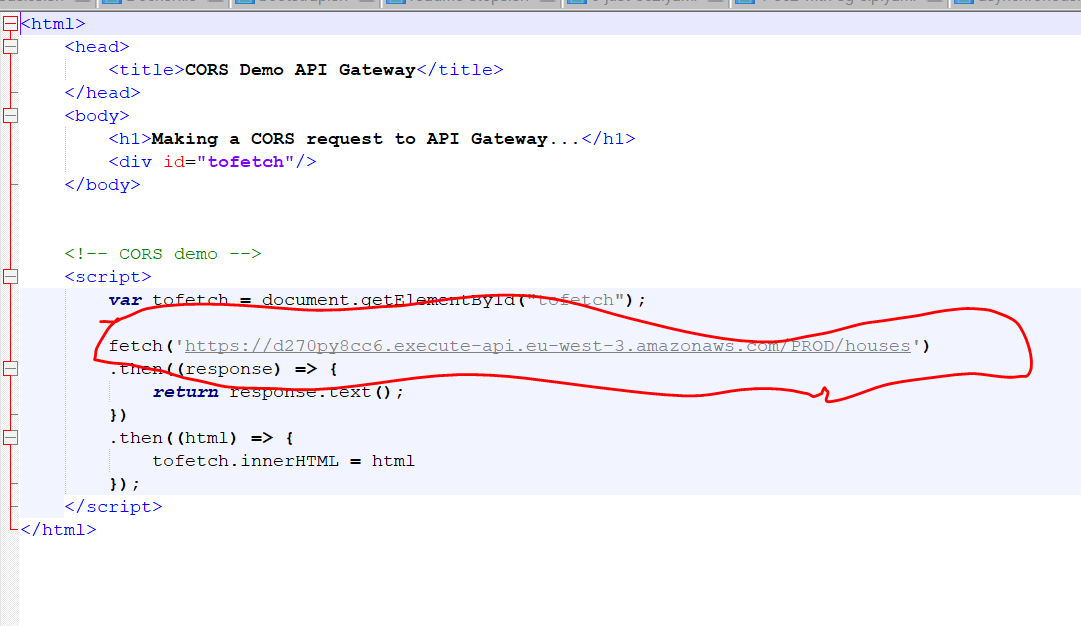 <html>
<head>
<title>CORS Demo API Gateway</title>
</head>
<body>
<h1>Making a CORS request to API Gateway...</h1>
<div id="tofetch"/>
</body>
<!-- CORS demo -->
<script>
var tofetch = document.getElementById("tofetch");
fetch('https://d270py8cc6.execute-api.eu-west-3.amazonaws.com/PROD/houses')
.then((response) => {
return response.text();
})
.then((html) => {
tofetch.innerHTML = html
});
</script>
</html>